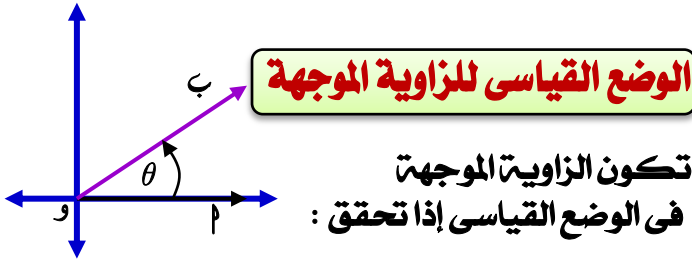 الوضع القياسى للزاوية الموجهة
ب
θ
و
م
تكون الزاوية الموجهة
فى الوضع القياسى إذا تحقق :